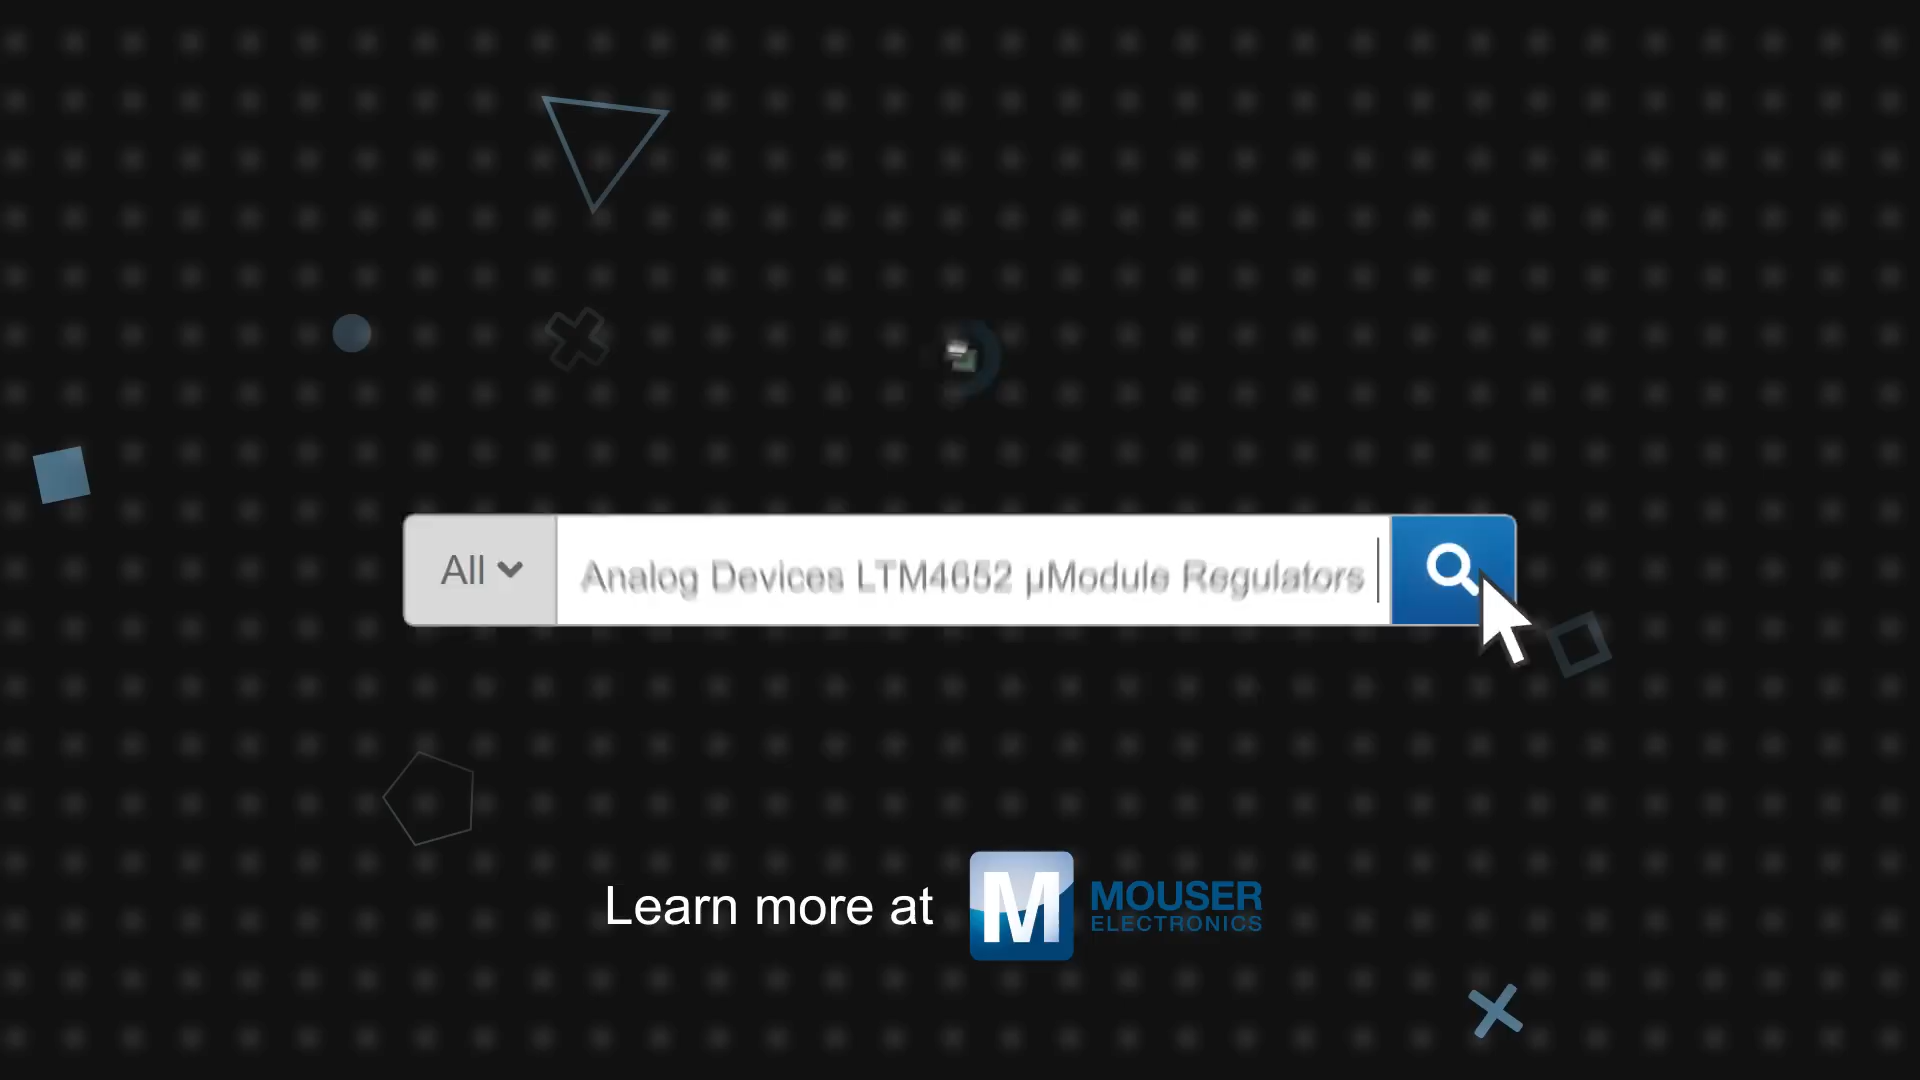 All
Analog Devices LTM4652 µModule Regulators
Learn more at
M
MOUSER
ELECTRONICS